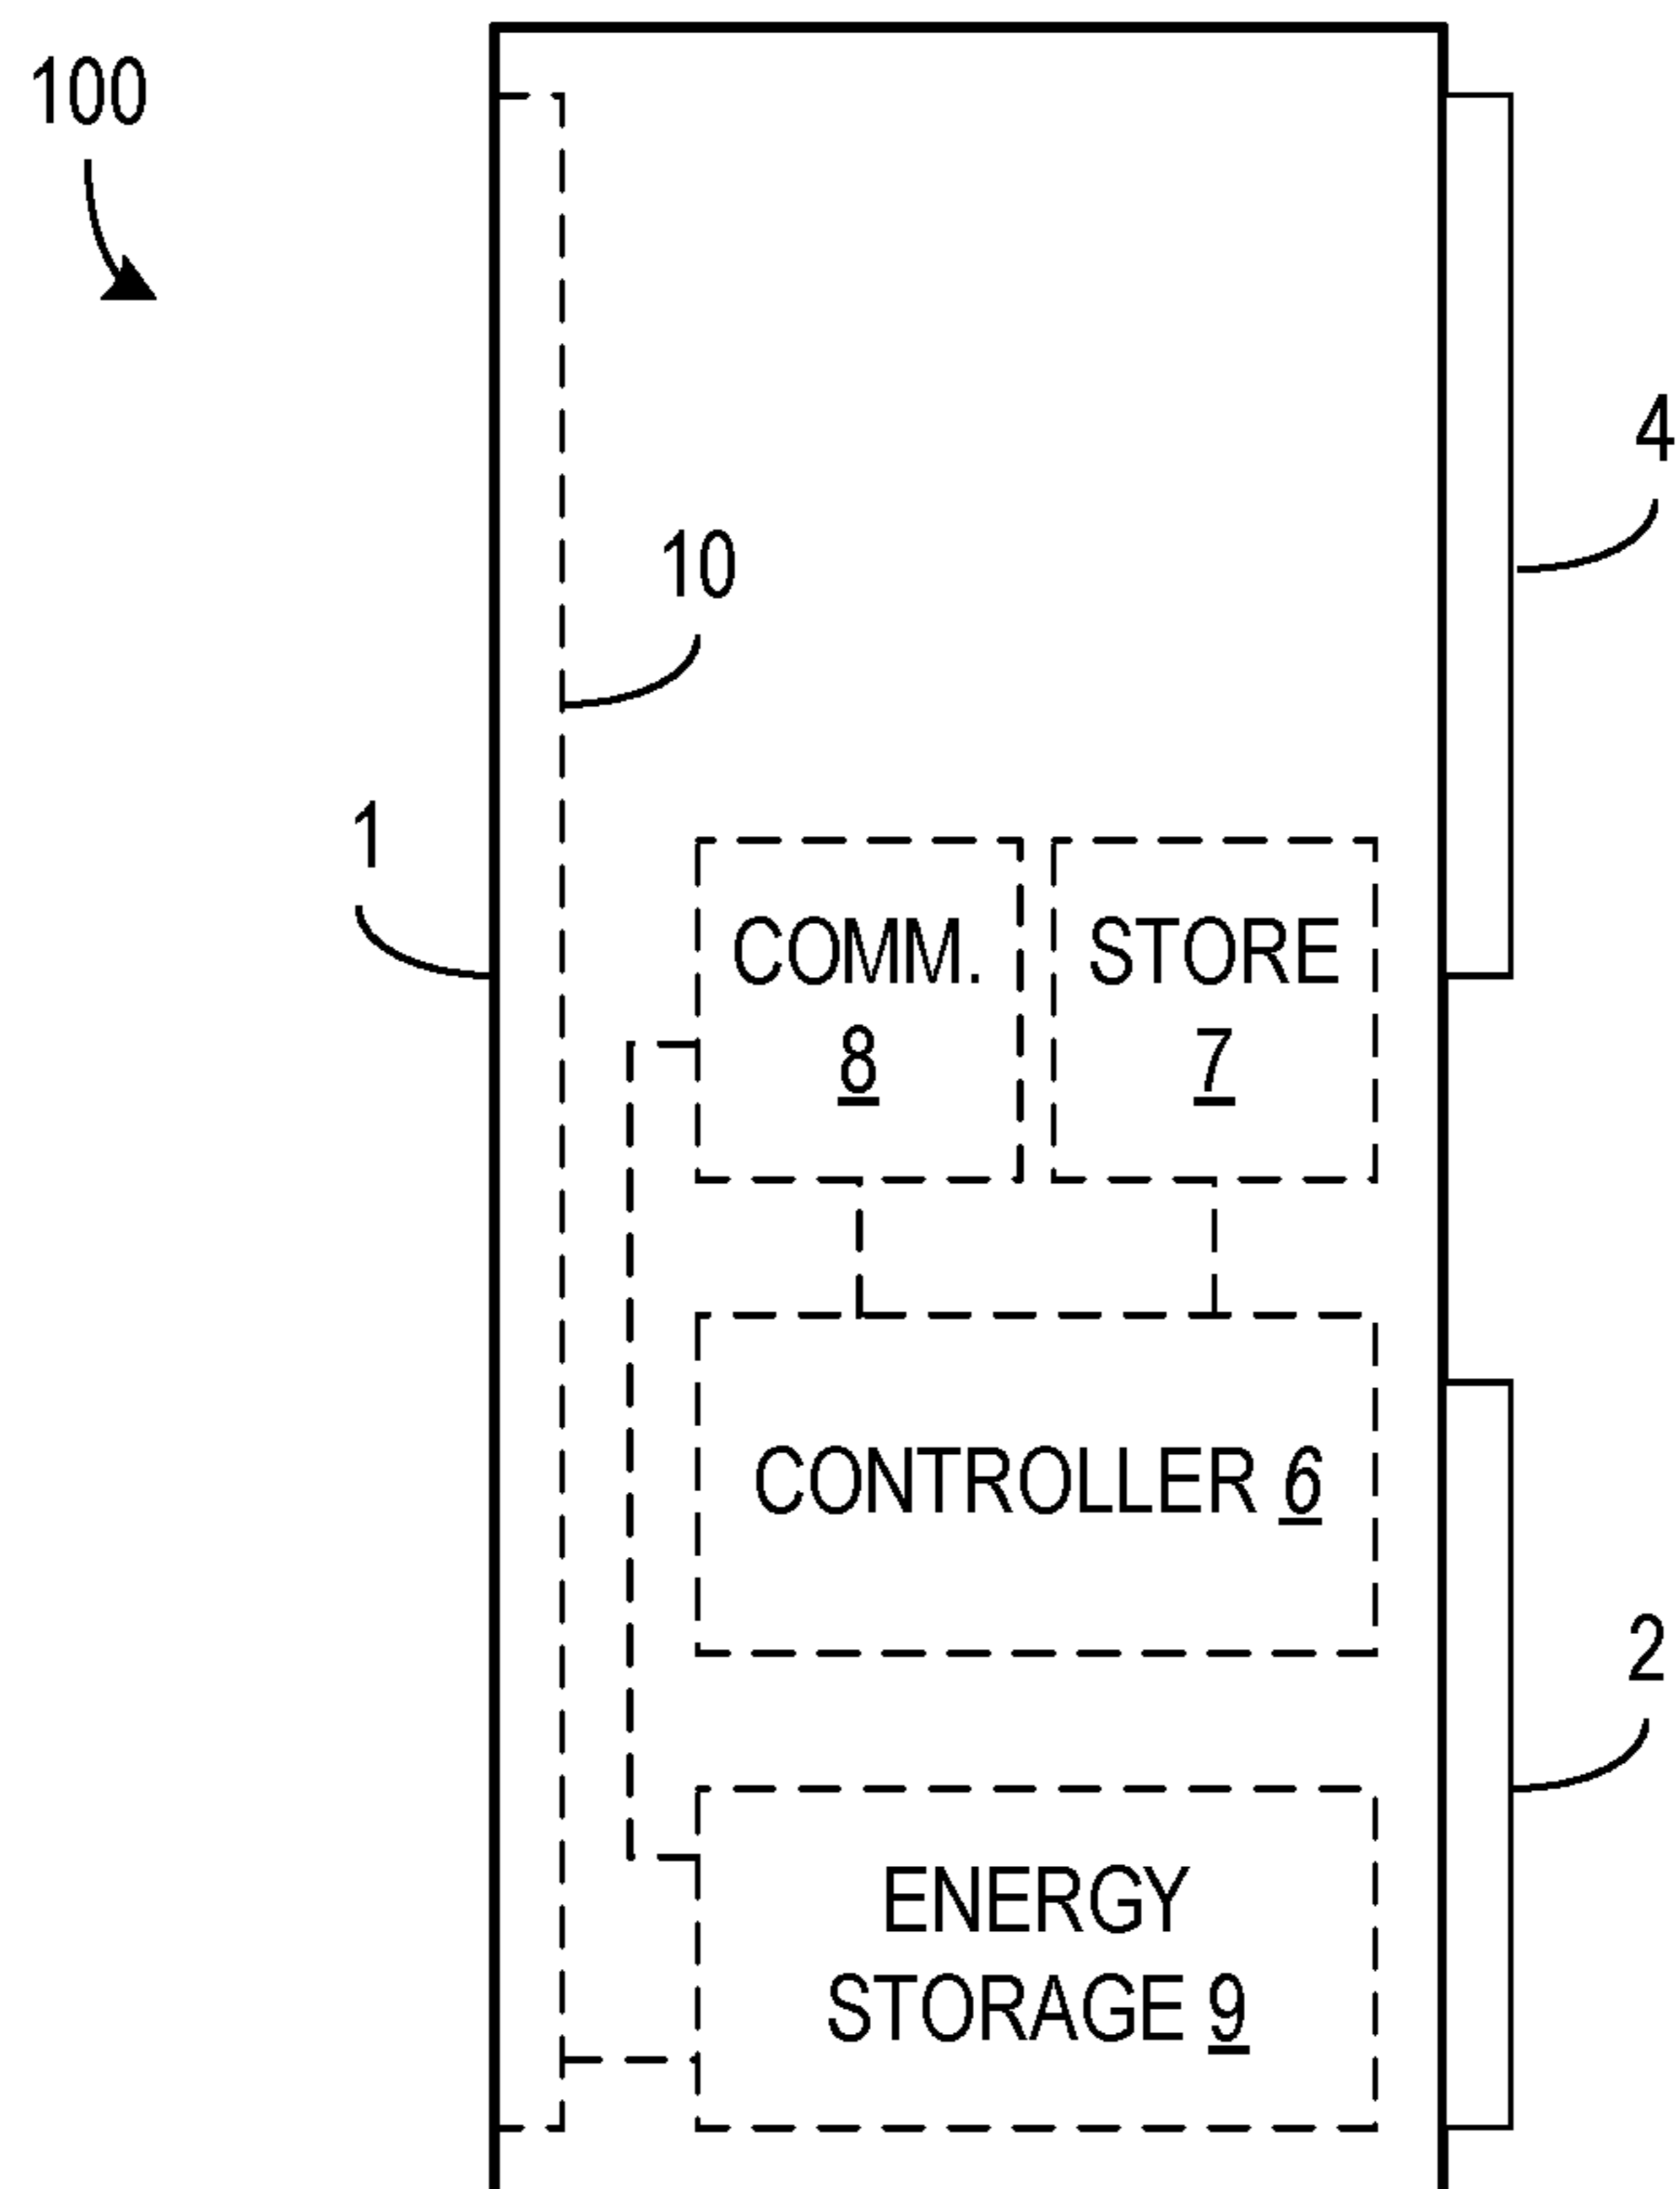 100
4
10
1
COMM.
8
STORE
7
CONTROLLER 6
2
ENERGY
STORAGE 9